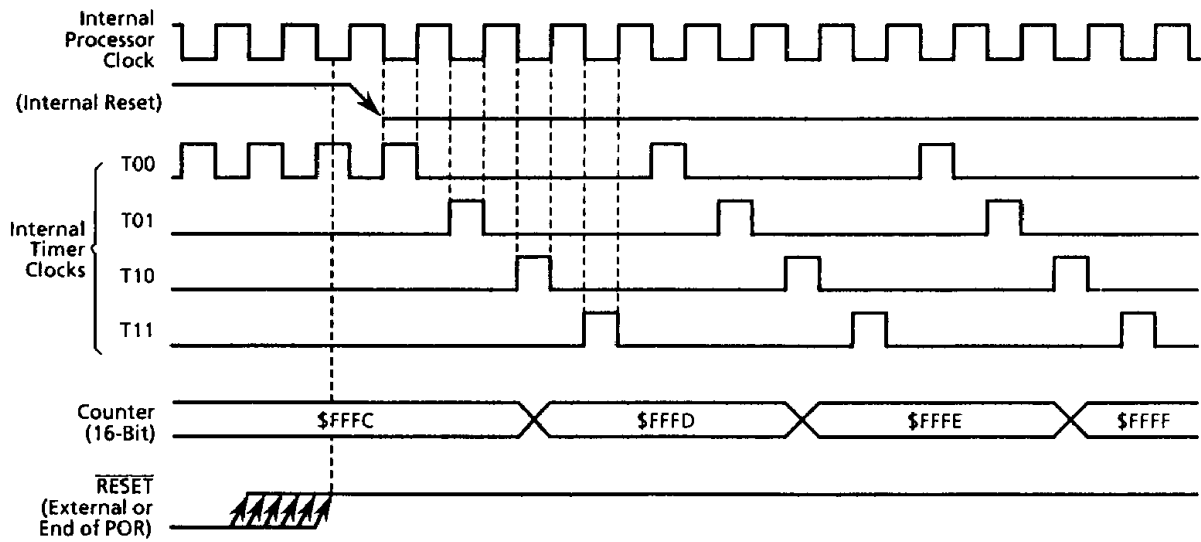 Internal
Processor
Clock
(Internal Reset)
T00
Internal
Timer
Clocks
T01
T10
T11
Counter
(16-Bit)
$FFFC
$FFFD
$FFFE
$FFFF
RESET
(External or
End of POR)